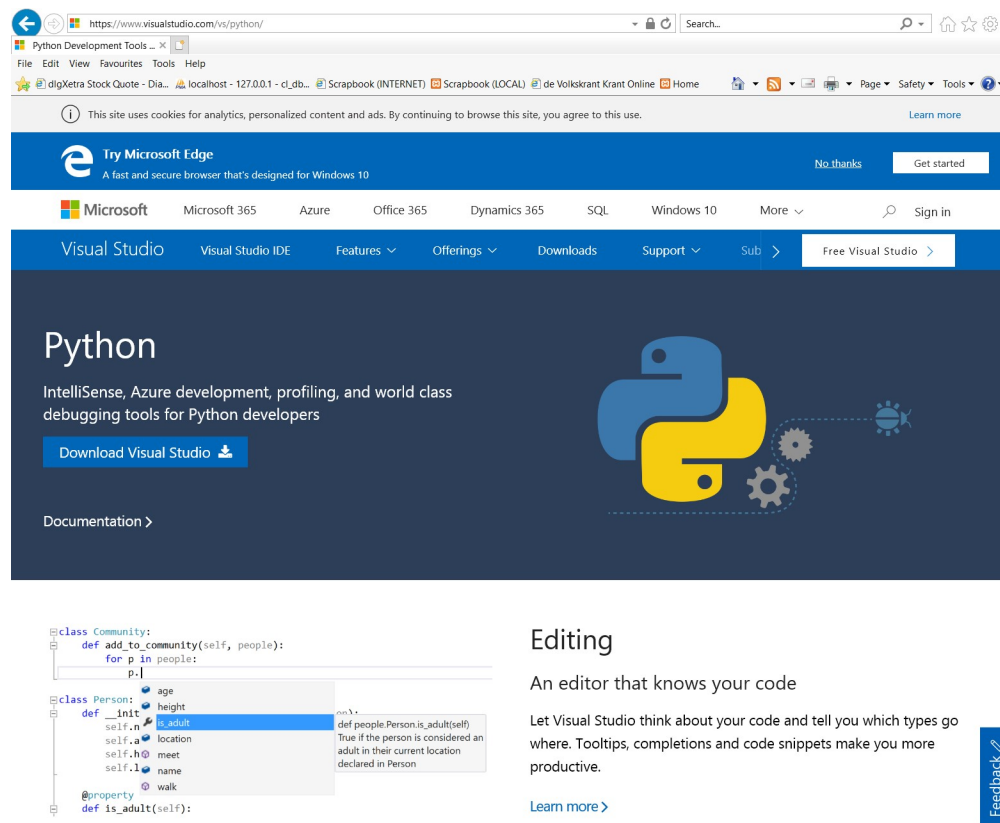 https://www.visualstudio.com/vs/python/
Search...
Python Development Tools ...
File Edit View Favourites Tools Help
dlgXetra Stock Quote - Dia... localhost - 127.0.0.1 - cl_db... Scrapbook (INTERNET) Scrapbook (LOCAL) de Volkskrant Krant Online Home Page Safety Tools
This site uses cookies for analytics, personalized content and ads. By continuing to browse this site, you agree to this use. Learn more
Try Microsoft Edge
A fast and secure browser that's designed for Windows 10
No thanks Get started
Microsoft Microsoft 365 Azure Office 365 Dynamics 365 SQL Windows 10 More Sign in
Visual Studio Visual Studio IDE Features Offerings Downloads Support Sub Free Visual Studio
Python
IntelliSense, Azure development, profiling, and world class
debugging tools for Python developers
Download Visual Studio
Documentation
class Community:
def add_to_community(self, people):
for p in people:
p.
age
class Person:
height
def __init
is_adult
on):
self.n
self.a
location
self.h
meet
self.l
name
walk
@property
def is_adult(self):
def people.Person.is_adult(self)
True if the person is considered an
adult in their current location
declared in Person
Editing
An editor that knows your code
Let Visual Studio think about your code and tell you which types go
where. Tooltips, completions and code snippets make you more
productive.
Learn more
Feedback